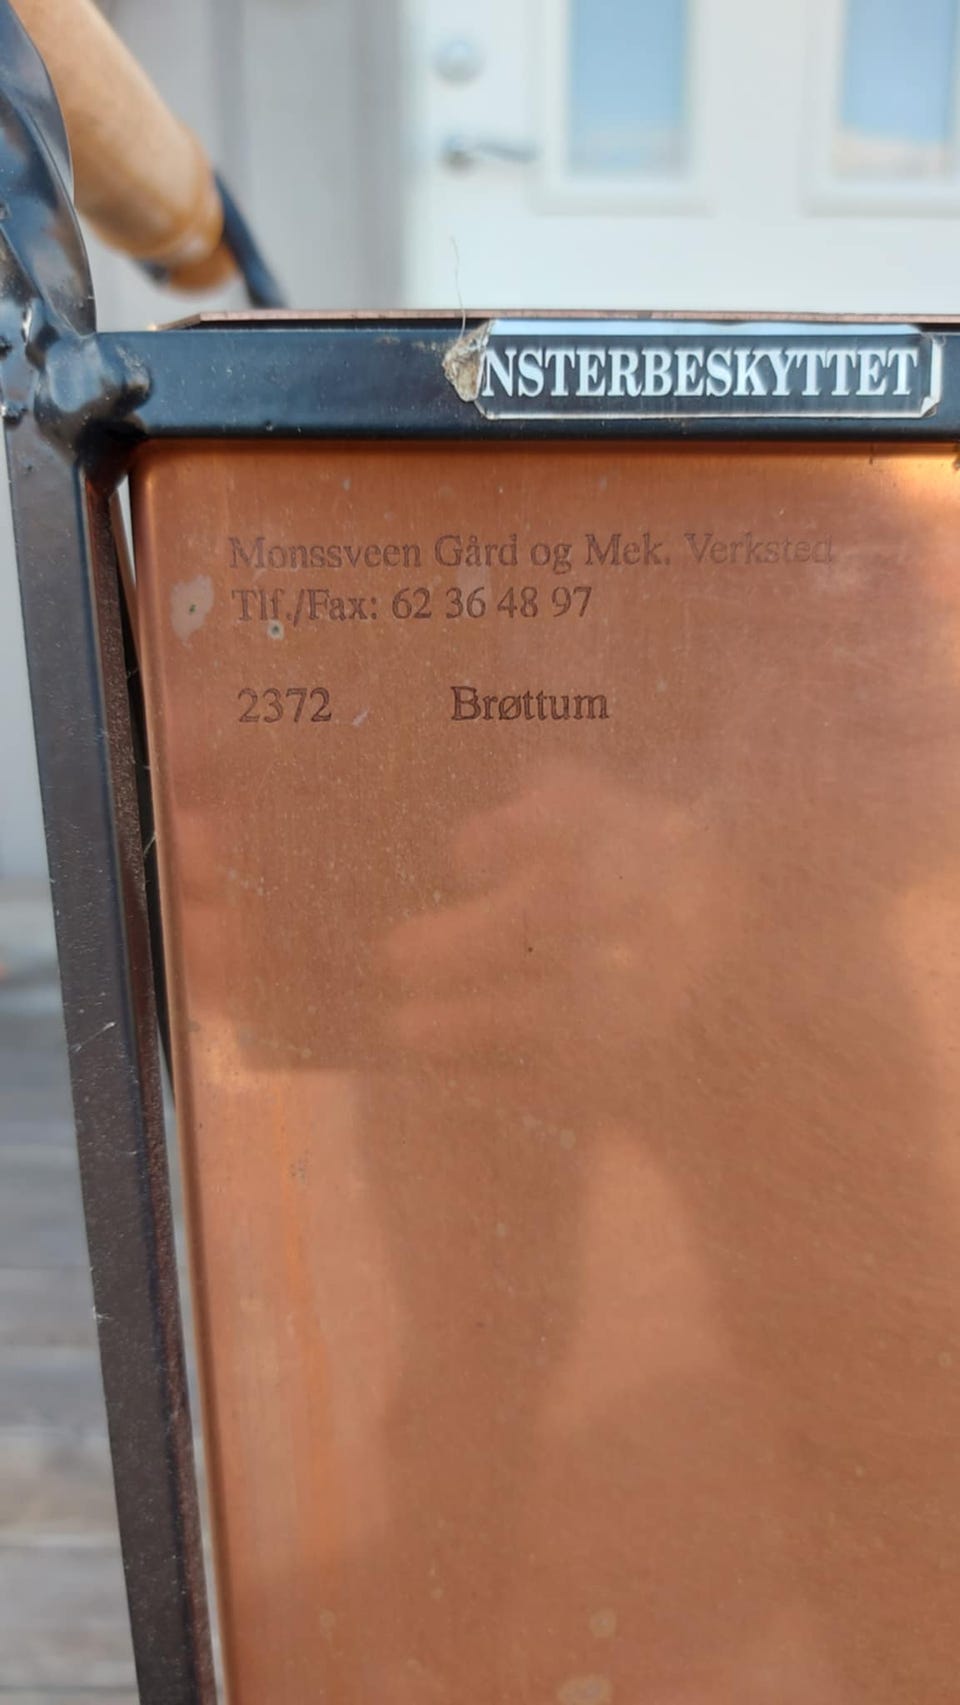 NSTERBESKYTTET
Monssveen Gård og Mek. Verksted
Tlf./Fax: 62 36 48 97
2372 Brøttum